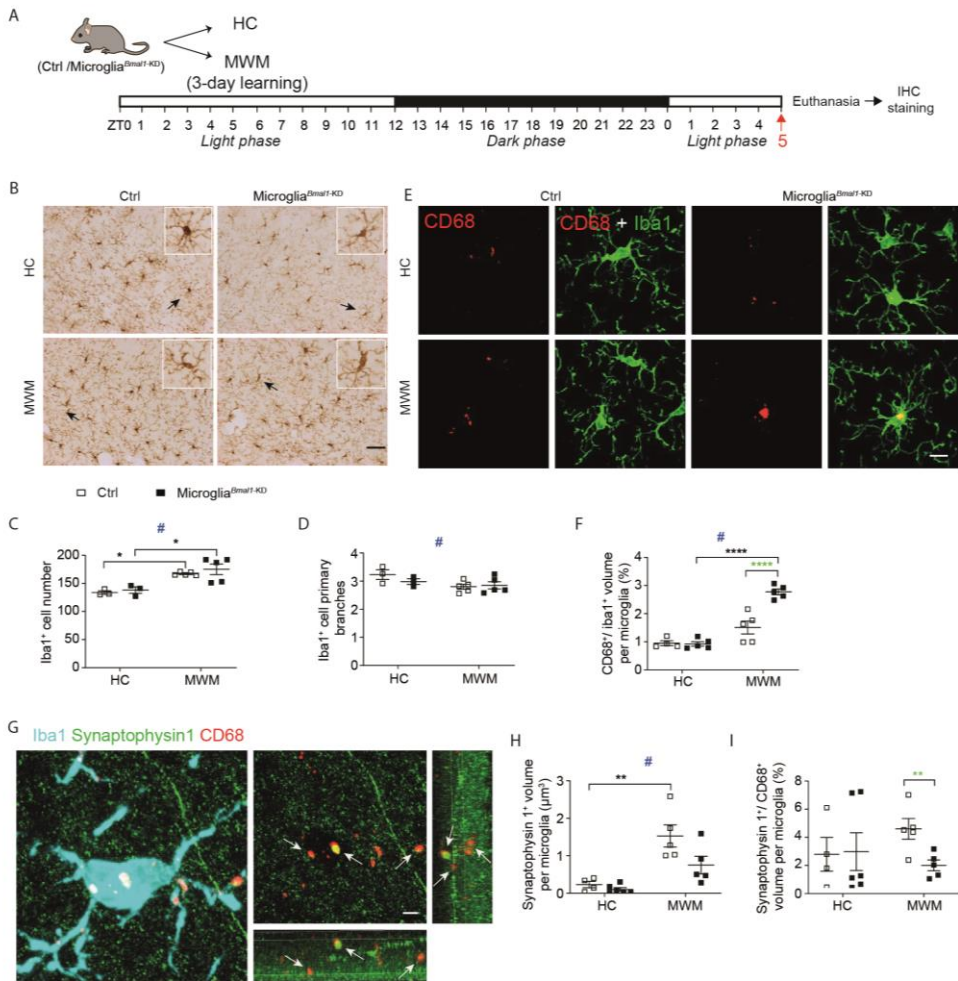 A
HC
(Ctrl /Microglia^Bmal1-KD)
MWM
(3-day learning)
Euthanasia → IHC staining
ZT0 1 2 3 4 5 6 7 8 9 10 11 12 13 14 15 16 17 18 19 20 21 22 23 0 1 2 3 4 5
Light phase Dark phase Light phase
B
Ctrl Microglia^Bmal1-KD
HC
MWM
E
Ctrl Microglia^Bmal1-KD
CD68 CD68 + Iba1
HC
MWM
□ Ctrl ■ Microglia^Bmal1-KD
C
#
* *
Iba1+ cell number
200
150
100
50
0
HC MWM
D
#
Iba1+ cell primary
branches
4
3
2
1
0
HC MWM
F
#
****
****
CD68+/ iba1+ volume
per microglia (%)
4
3
2
1
0
HC MWM
G
Iba1 Synaptophysin1 CD68
H
#
**
Synaptophysin 1+ volume
per microglia (µm³)
3
2
1
0
HC MWM
I
**
Synaptophysin 1+/ CD68+
volume per microglia (%)
8
6
4
2
0
HC MWM